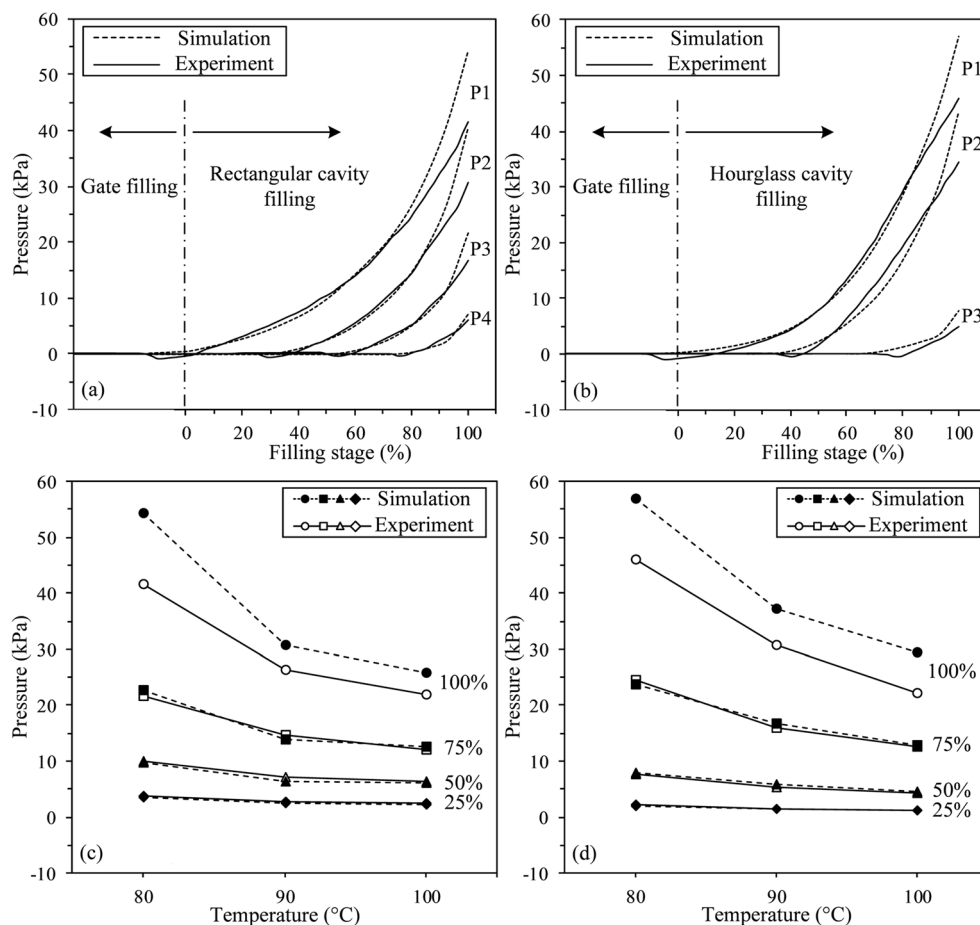 60
50
40
30
20
10
0
-10
Pressure (kPa)
Simulation
Experiment
Gate filling
Rectangular cavity
filling
P1
P2
P3
P4
(a)
0 20 40 60 80 100
Filling stage (%)
60
50
40
30
20
10
0
-10
Pressure (kPa)
Simulation
Experiment
Gate filling
Hourglass cavity
filling
P1
P2
P3
(b)
0 20 40 60 80 100
Filling stage (%)
60
50
40
30
20
10
0
-10
Pressure (kPa)
Simulation
Experiment
100%
75%
50%
25%
(c)
80 90 100
Temperature (°C)
60
50
40
30
20
10
0
-10
Pressure (kPa)
Simulation
Experiment
100%
75%
50%
25%
(d)
80 90 100
Temperature (°C)